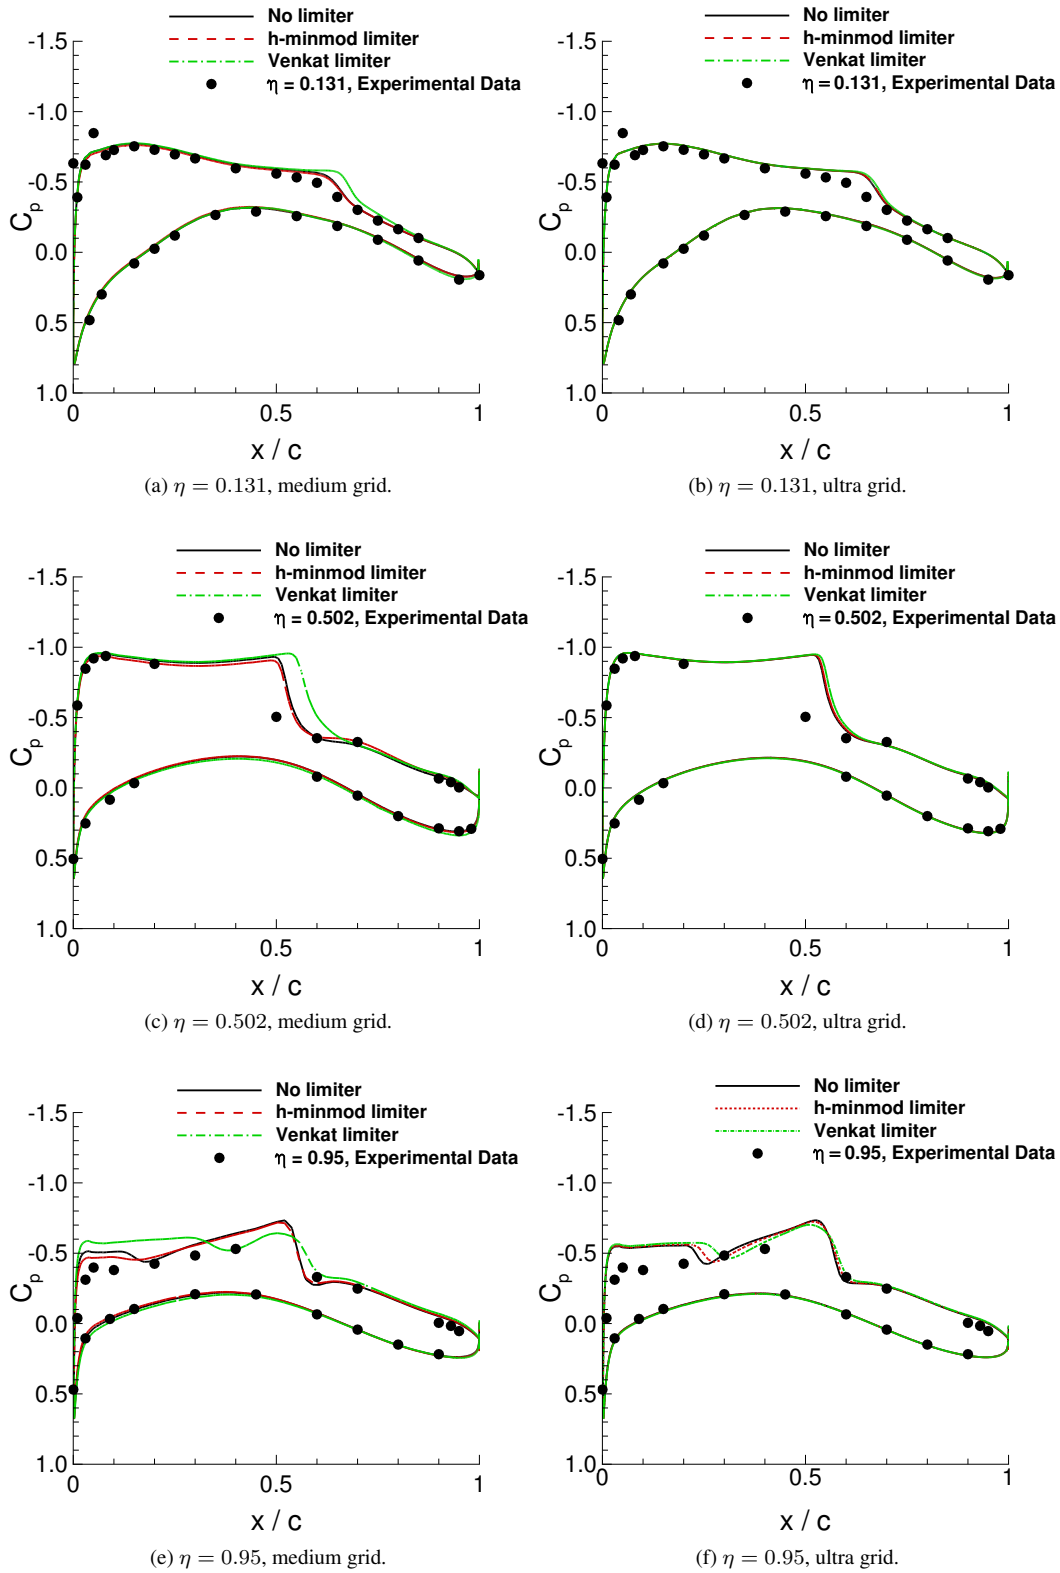 No limiter
h-minmod limiter
Venkat limiter
η = 0.131, Experimental Data
-1.5
-1.0
-0.5
0.0
0.5
1.0
Cp
0
0.5
1
x / c
(a) η = 0.131, medium grid.
No limiter
h-minmod limiter
Venkat limiter
η = 0.131, Experimental Data
-1.5
-1.0
-0.5
0.0
0.5
1.0
Cp
0
0.5
1
x / c
(b) η = 0.131, ultra grid.
No limiter
h-minmod limiter
Venkat limiter
η = 0.502, Experimental Data
-1.5
-1.0
-0.5
0.0
0.5
1.0
Cp
0
0.5
1
x / c
(c) η = 0.502, medium grid.
No limiter
h-minmod limiter
Venkat limiter
η = 0.502, Experimental Data
-1.5
-1.0
-0.5
0.0
0.5
1.0
Cp
0
0.5
1
x / c
(d) η = 0.502, ultra grid.
No limiter
h-minmod limiter
Venkat limiter
η = 0.95, Experimental Data
-1.5
-1.0
-0.5
0.0
0.5
1.0
Cp
0
0.5
1
x / c
(e) η = 0.95, medium grid.
No limiter
h-minmod limiter
Venkat limiter
η = 0.95, Experimental Data
-1.5
-1.0
-0.5
0.0
0.5
1.0
Cp
0
0.5
1
x / c
(f) η = 0.95, ultra grid.